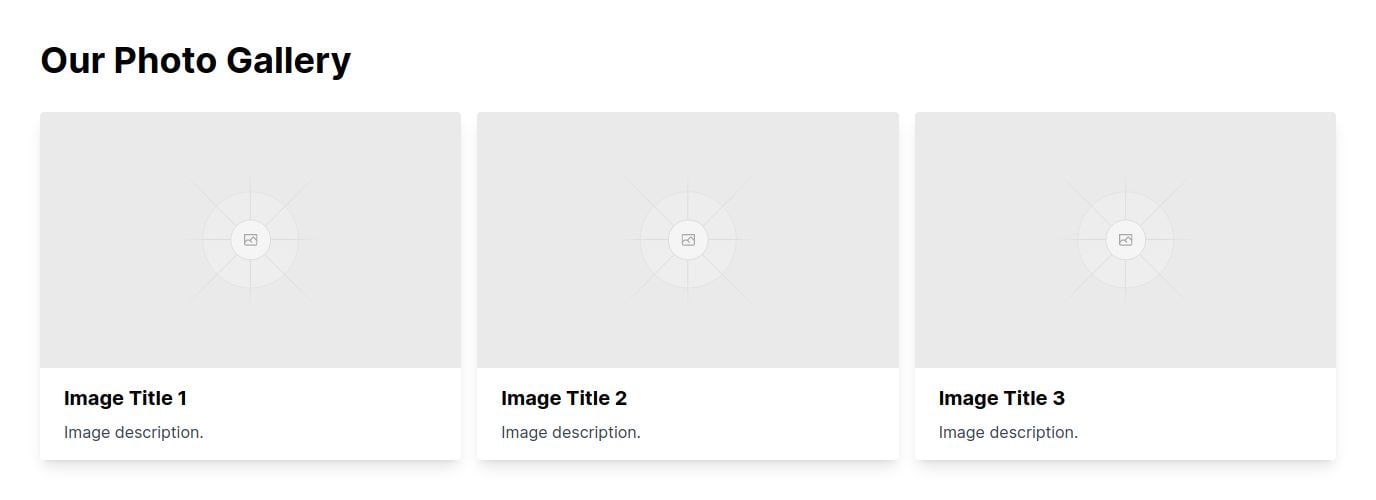 Our Photo Gallery
Image Title 1
Image description.
Image Title 2
Image description.
Image Title 3
Image description.